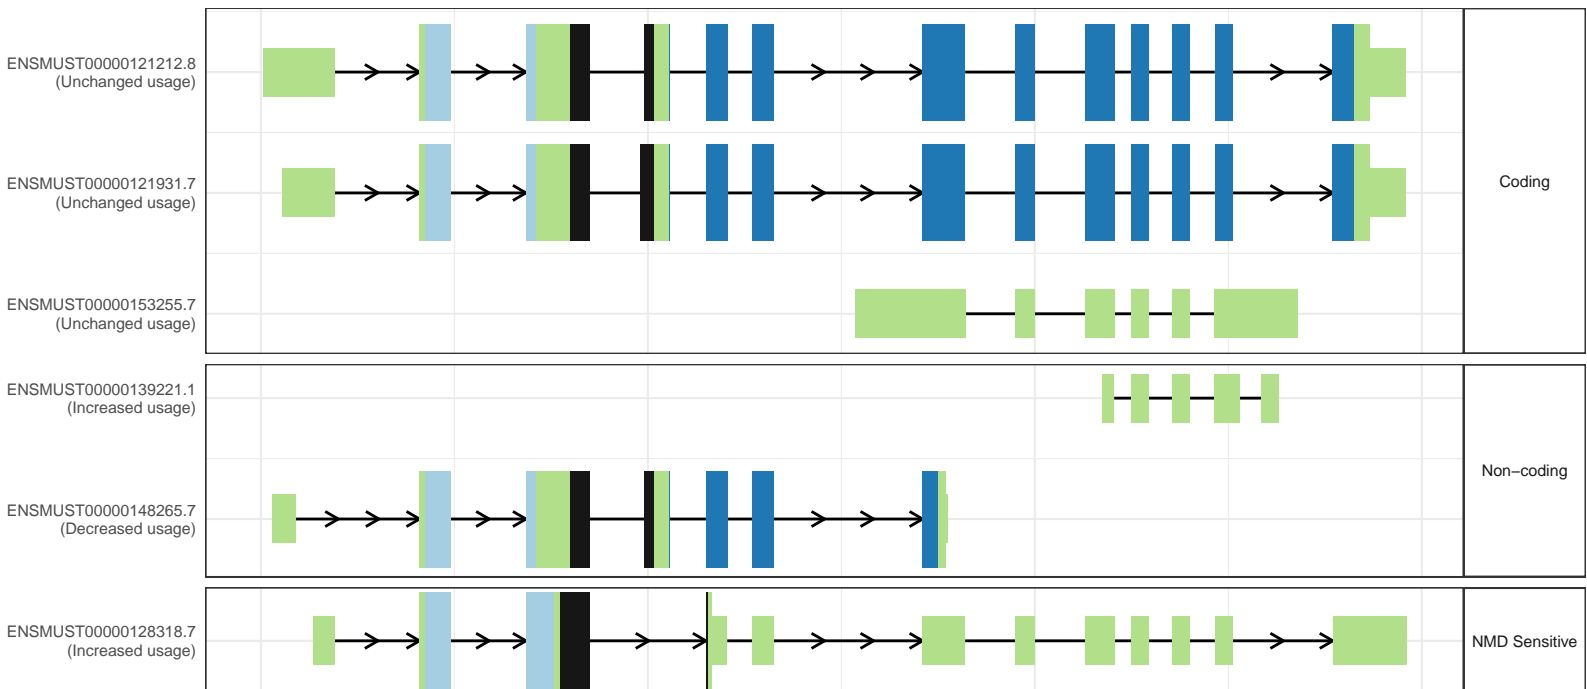 ENSMUST00000121212.8
(Unchanged usage)
ENSMUST00000121931.7
(Unchanged usage)
Coding
ENSMUST00000153255.7
(Unchanged usage)
ENSMUST00000139221.1
(Increased usage)
Non−coding
ENSMUST00000148265.7
(Decreased usage)
ENSMUST00000128318.7
(Increased usage)
NMD Sensitive